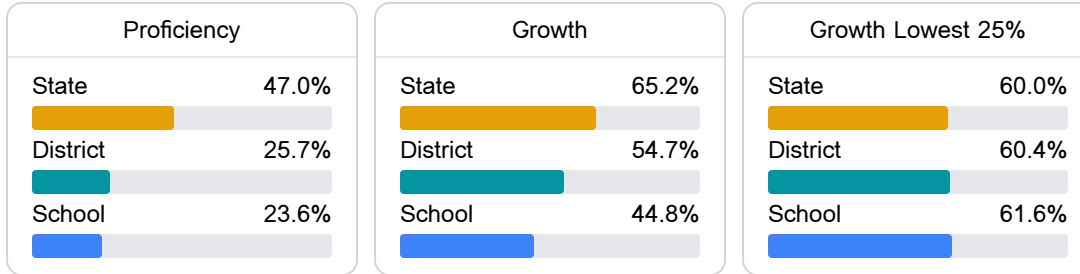 Proficiency
State 47.0%
District 25.7%
School 23.6%
Growth
State 65.2%
District 54.7%
School 44.8%
Growth Lowest 25%
State 60.0%
District 60.4%
School 61.6%